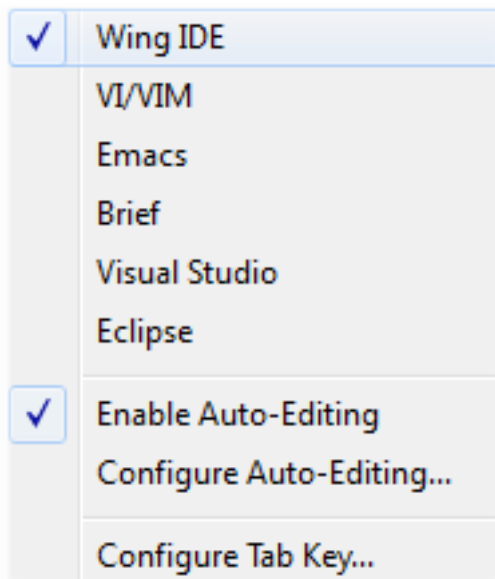 Wing IDE
VI/VIM
Emacs
Brief
Visual Studio
Eclipse
Enable Auto-Editing
Configure Auto-Editing...
Configure Tab Key...